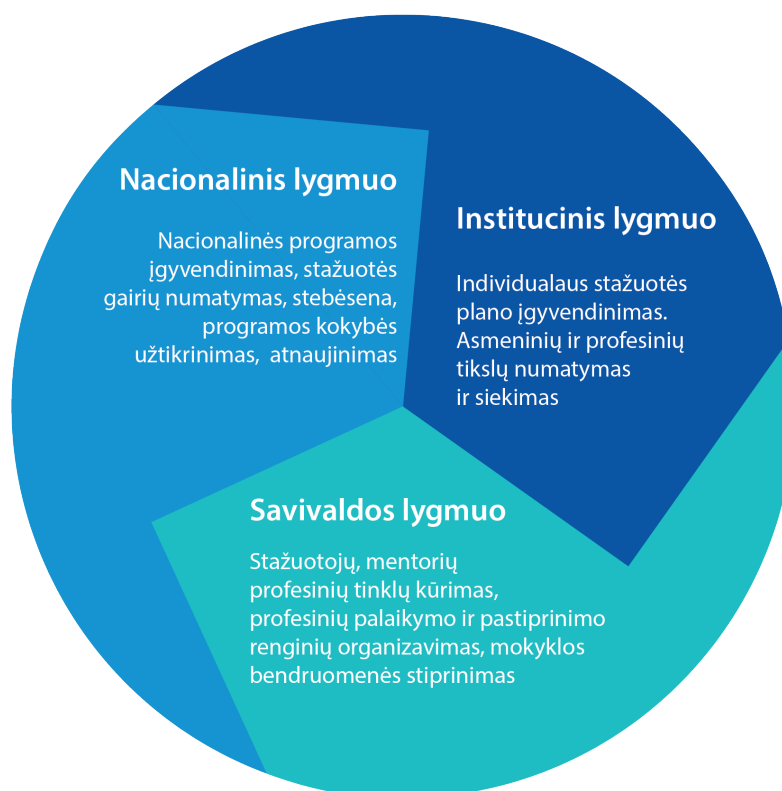 Nacionalinis lygmuo
Nacionalinės programos
įgyvendinimas, stažuotės
gairių numatymas, stebėsena,
programos kokybės
užtikrinimas, atnaujinimas
Institucinis lygmuo
Individualaus stažuotės
plano įgyvendinimas.
Asmeninių ir profesinių
tikslų numatymas
ir siekimas
Savivaldos lygmuo
Stažuotojų, mentorių
profesinių tinklų kūrimas,
profesinių palaikymo ir pastiprinimo
renginių organizavimas, mokyklos
bendruomenės stiprinimas